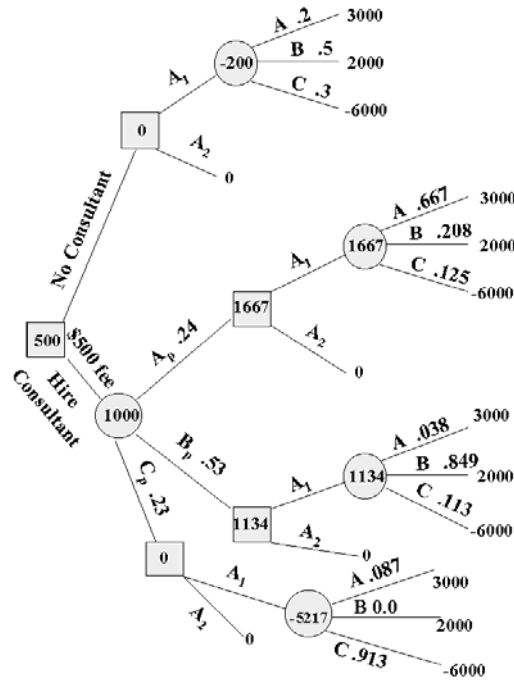 A .2
3000
-200
B .5
2000
C .3
-6000
A1
0
A2
0
No Consultant
A .667
3000
1667
B .208
2000
C .125
-6000
A1
1667
A2
0
500
$500 fee
Hire
Consultant
Ap .24
1000
Bp .53
Cp .23
A .038
3000
1134
B .849
2000
C .113
-6000
A1
1134
A2
0
0
A1
A2
0
A .087
3000
-5217
B 0.0
2000
C .913
-6000